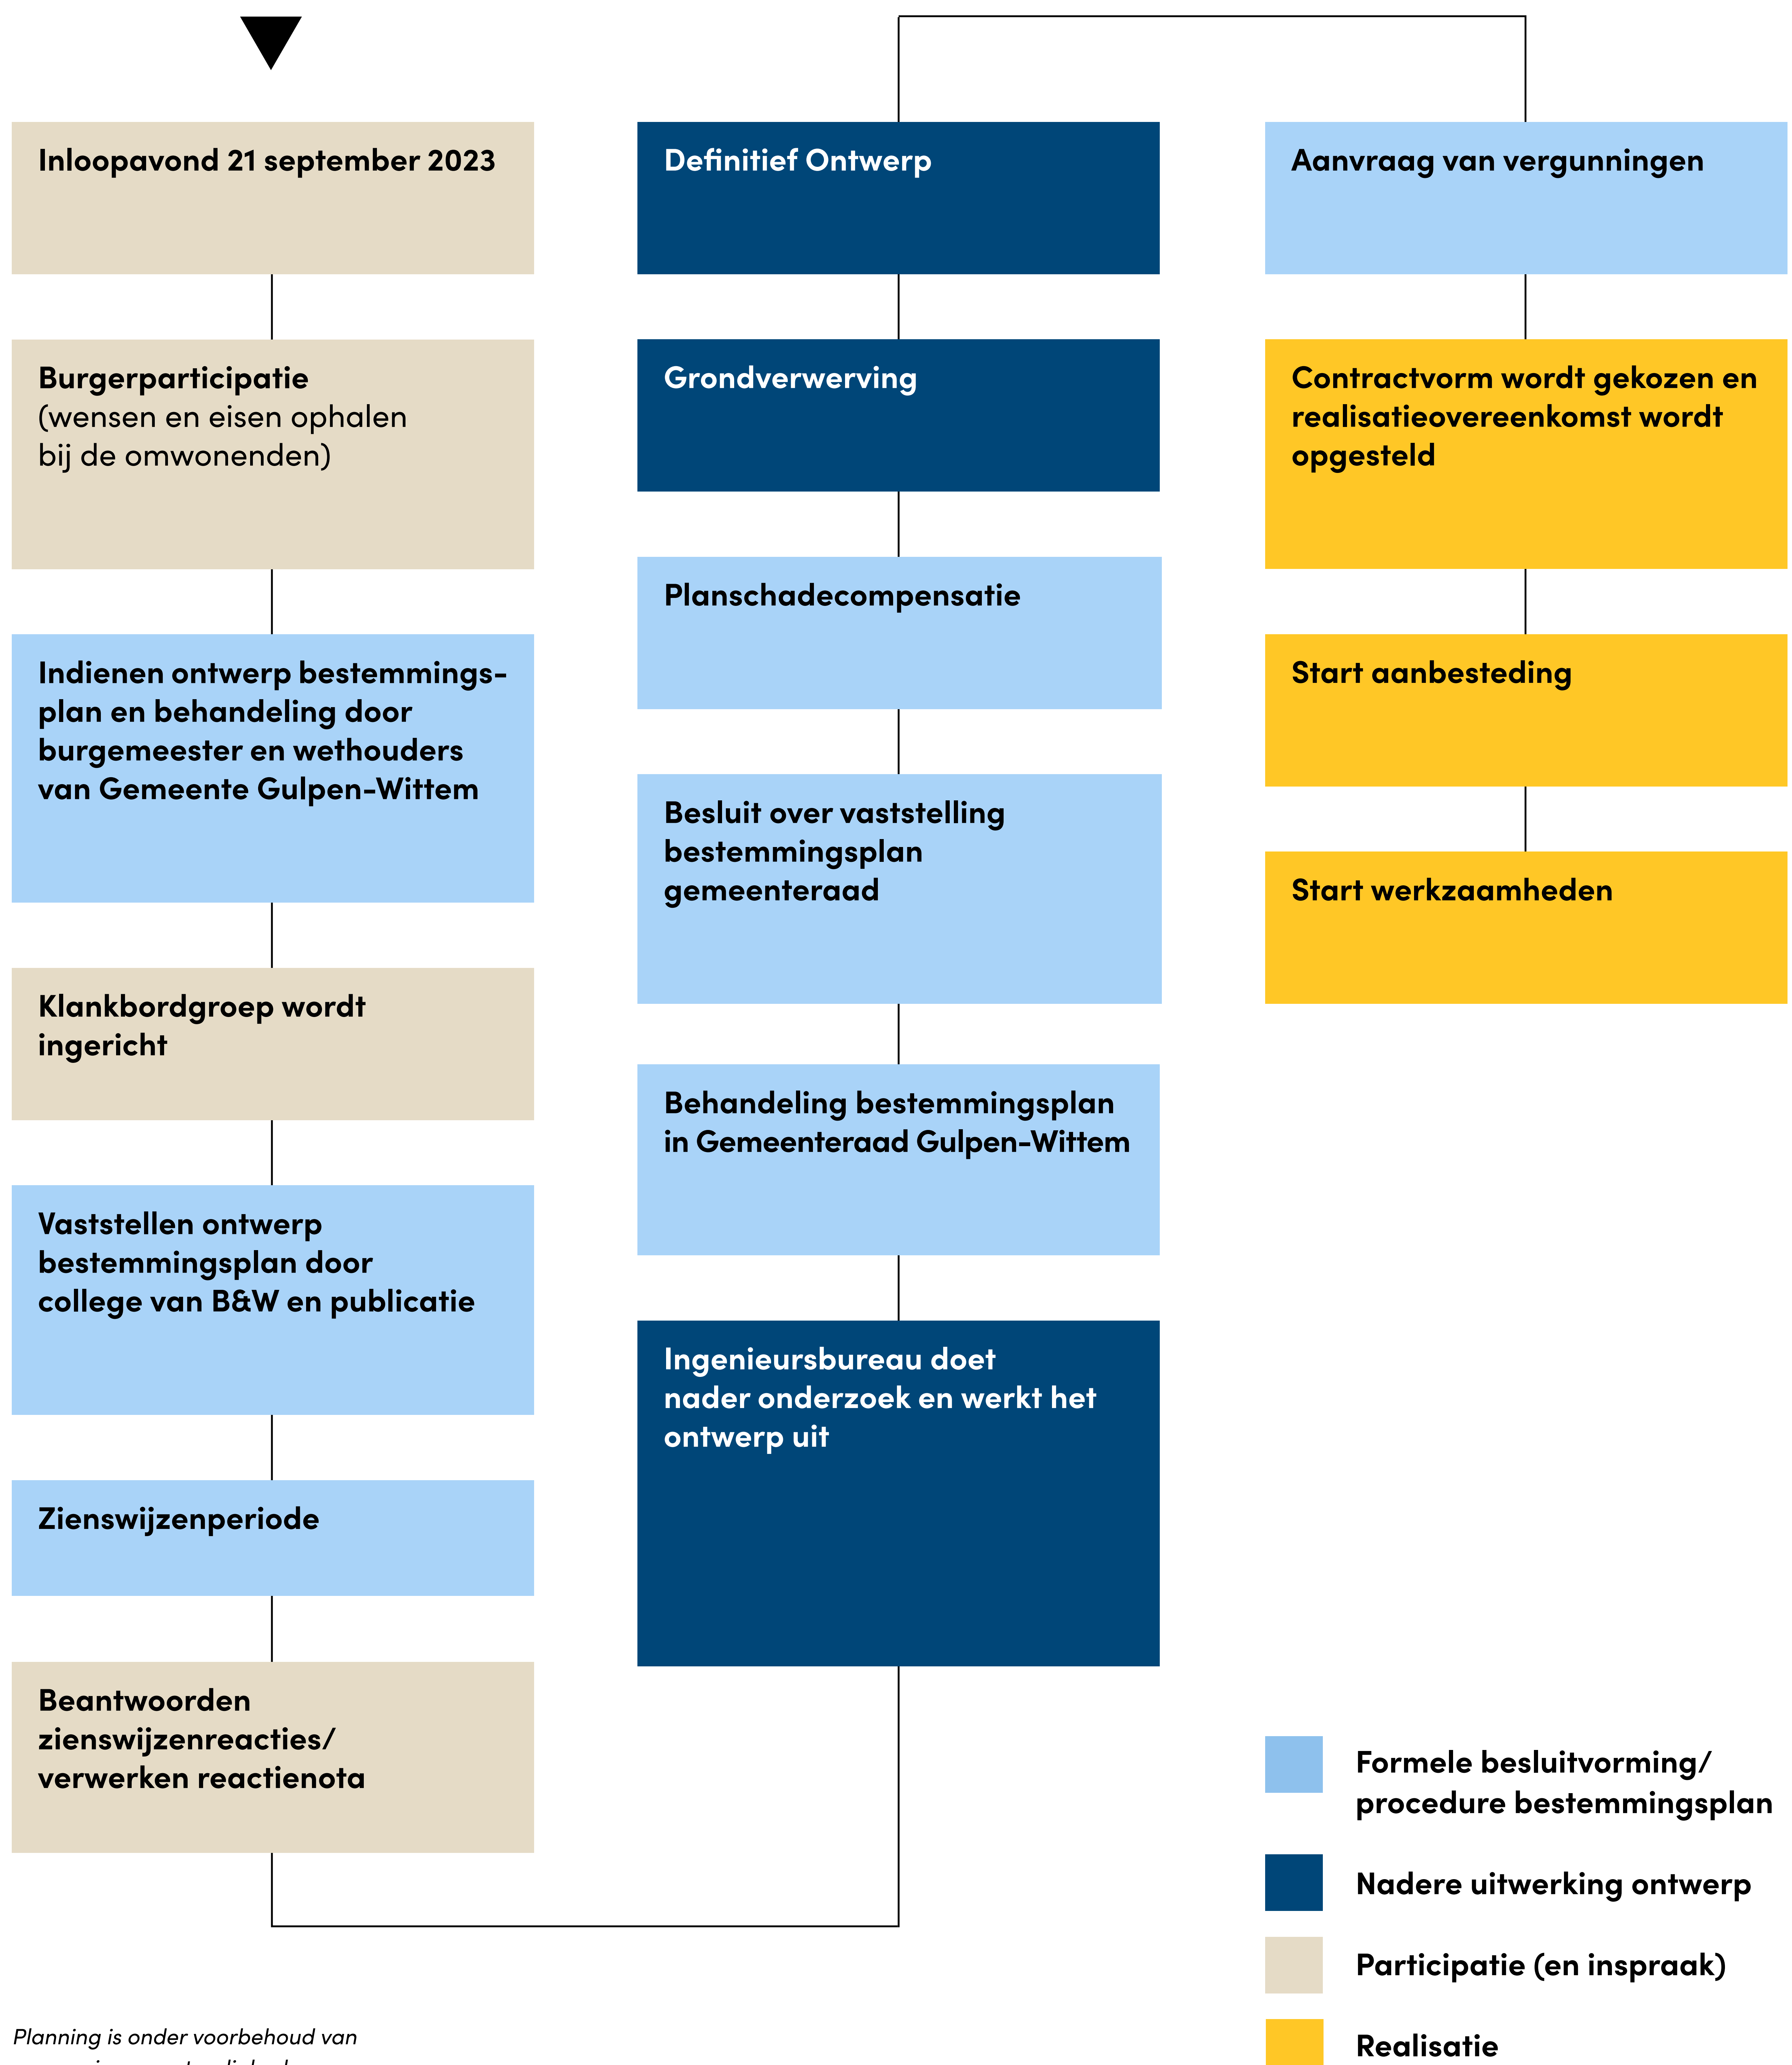 Inloopavond 21 september 2023
Burgerparticipatie
(wensen en eisen ophalen
bij de omwonenden)
Indienen ontwerp bestemmings-
plan en behandeling door
burgemeester en wethouders
van Gemeente Gulpen-Wittem
Klankbordgroep wordt
ingericht
Vaststellen ontwerp
bestemmingsplan door
college van B&W en publicatie
Zienswijzenperiode
Beantwoorden
zienswijzenreacties/
verwerken reactienota
Definitief Ontwerp
Grondverwerving
Planschadecompensatie
Besluit over vaststelling
bestemmingsplan
gemeenteraad
Behandeling bestemmingsplan
in Gemeenteraad Gulpen-Wittem
Ingenieursbureau doet
nader onderzoek en werkt het
ontwerp uit
Aanvraag van vergunningen
Contractvorm wordt gekozen en
realisatieovereenkomst wordt
opgesteld
Start aanbesteding
Start werkzaamheden
Formele besluitvorming/
procedure bestemmingsplan
Nadere uitwerking ontwerp
Participatie (en inspraak)
Realisatie
Planning is onder voorbehoud van